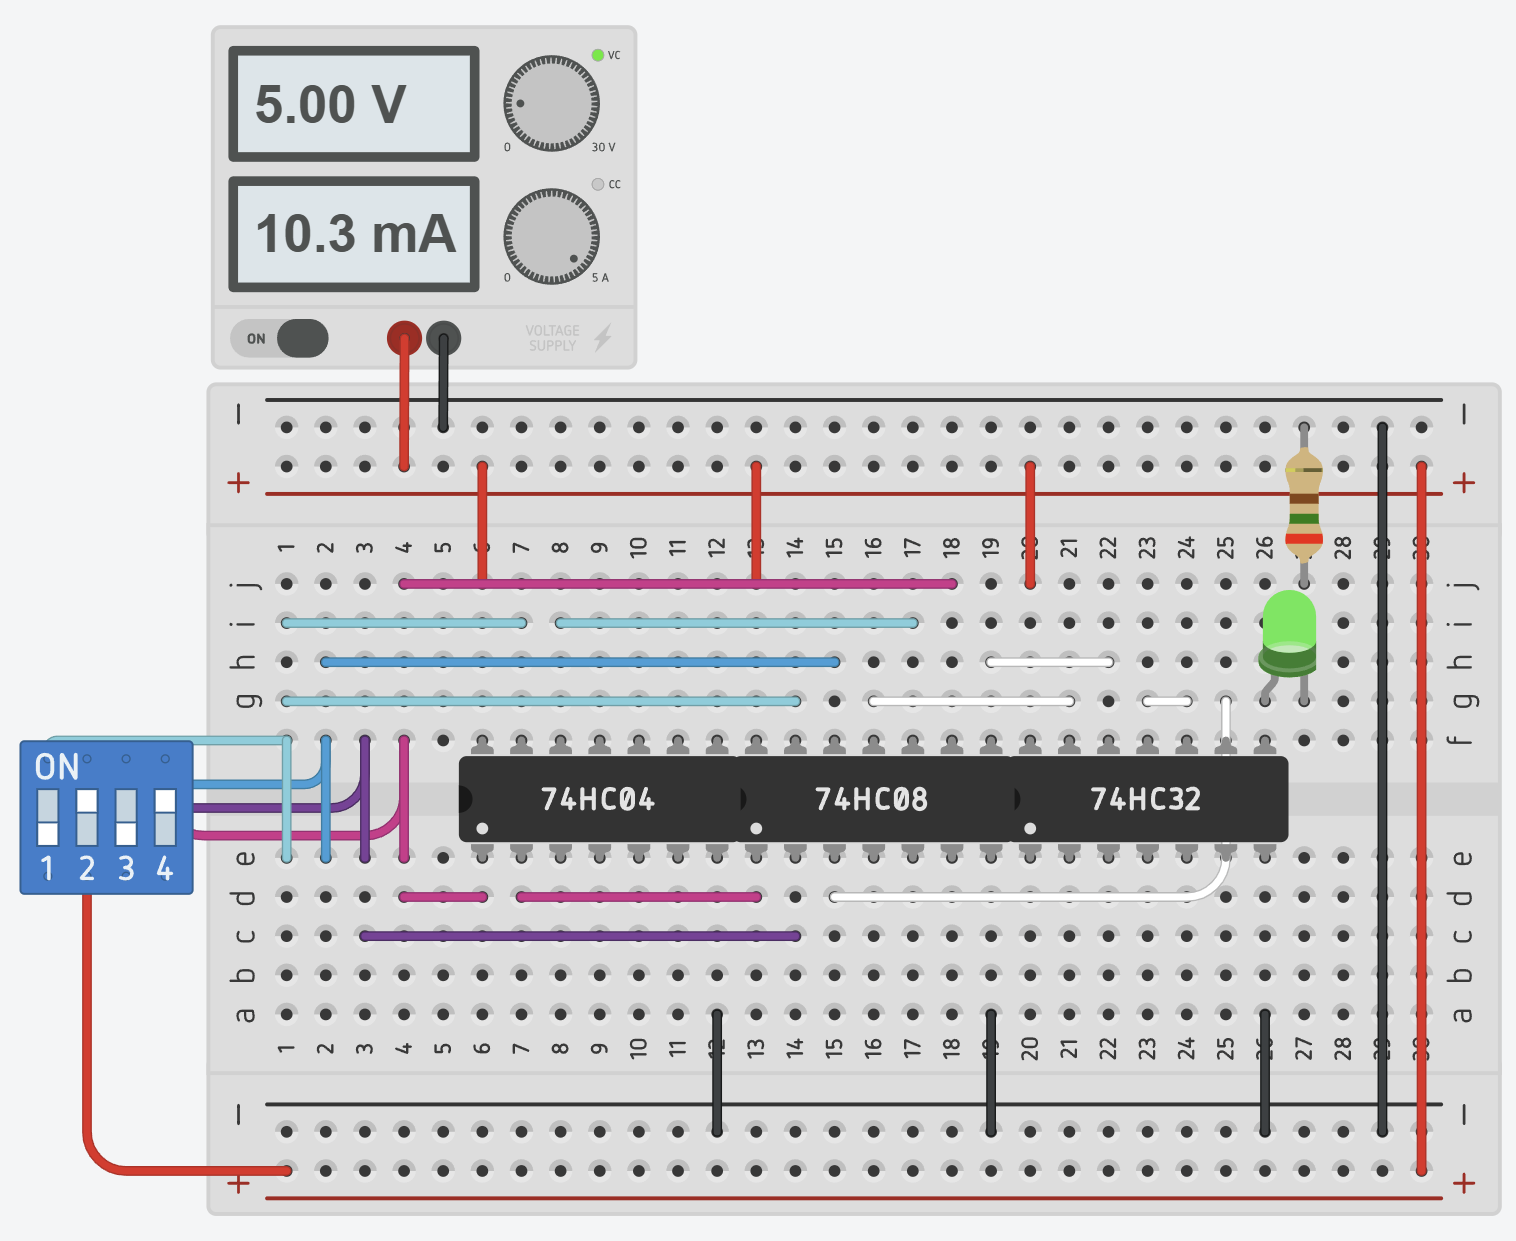 5.00 V
VC
0
30 V
10.3 mA
CC
0
5 A
ON
VOLTAGE
SUPPLY
− −
+ +
1 2 3 4 5 6 7 8 9 10 11 12 13 14 15 16 17 18 19 20 21 22 23 24 25 26 28 29 30
j j
i i
h h
g g
f
ON
1 2 3 4
74HC04 74HC08 74HC32
e e
d d
c c
b b
a a
1 2 3 4 5 6 7 8 9 10 11 12 13 14 15 16 17 18 19 20 21 22 23 24 25 26 27 28 29 30
− −
+ +